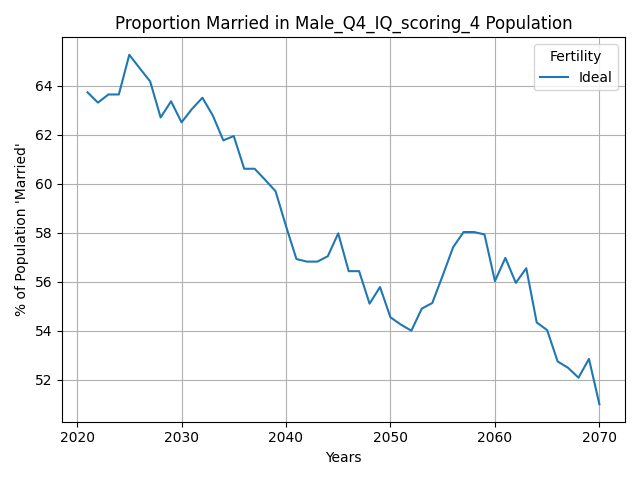 Proportion Married in Male_Q4_IQ_scoring_4 Population
Fertility
Ideal
% of Population 'Married'
64
62
60
58
56
54
52
2020
2030
2040
2050
2060
2070
Years